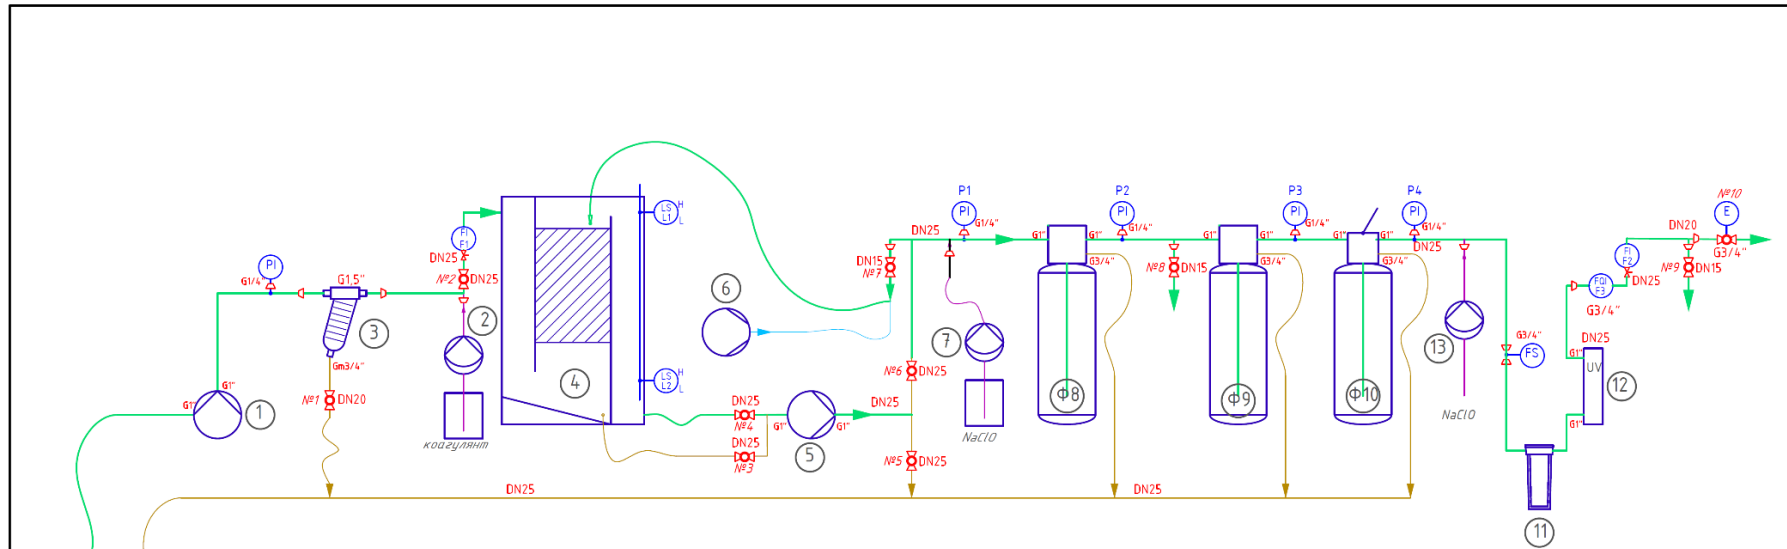 G1"
G1"
1
PI
G1/4"
G1,5"
3
Gm3/4"
№1
DN20
FI
F1
DN25
№2
DN25
2
коагулянт
4
LS
L1
H
L
LS
L2
H
L
6
DN25
№4
G1"
DN25
№3
5
G1"
DN25
DN15
№7
DN25
№6
DN25
№5
DN25
P1
PI
G1/4"
7
NaClO
G1"
G1"
G3/4"
Ф8
P2
PI
G1/4"
№8
DN15
G1"
G1"
G3/4"
Ф9
P3
PI
G1/4"
G1"
G1"
G3/4"
Ф10
P4
PI
G1/4"
DN25
13
NaClO
G3/4"
FS
11
G1"
DN25
UV
12
G1"
FQI
F3
G3/4"
FI
F2
DN25
DN20
№9
DN15
№10
E
G3/4"
DN25
DN25